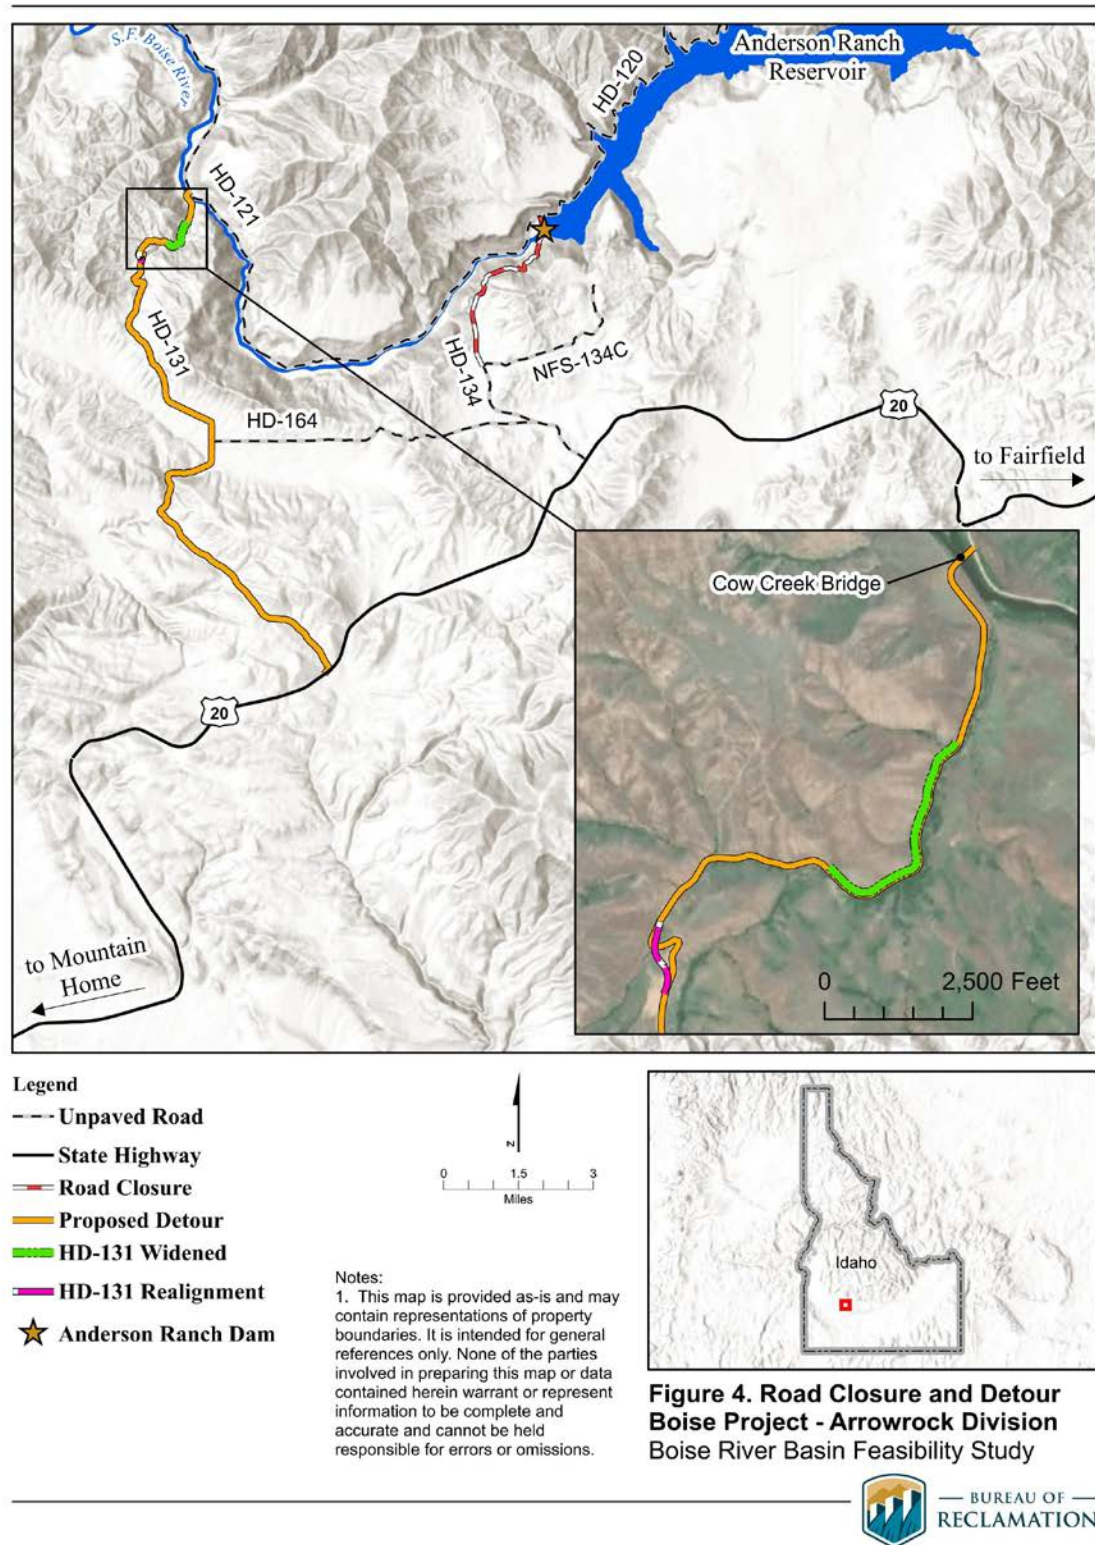 S.F. Boise River
HD-120
Anderson Ranch
Reservoir
HD-121
HD-131
HD-134
NFS-134C
HD-164
20
to Fairfield
Cow Creek Bridge
20
to Mountain
Home
0 2,500 Feet
Legend
Unpaved Road
State Highway
Road Closure
Proposed Detour
HD-131 Widened
HD-131 Realignment
Anderson Ranch Dam
N
0 1.5 3
Miles
Notes:
1. This map is provided as-is and may
contain representations of property
boundaries. It is intended for general
references only. None of the parties
involved in preparing this map or data
contained herein warrant or represent
information to be complete and
accurate and cannot be held
responsible for errors or omissions.
Idaho
Figure 4. Road Closure and Detour
Boise Project - Arrowrock Division
Boise River Basin Feasibility Study
BUREAU OF
RECLAMATION